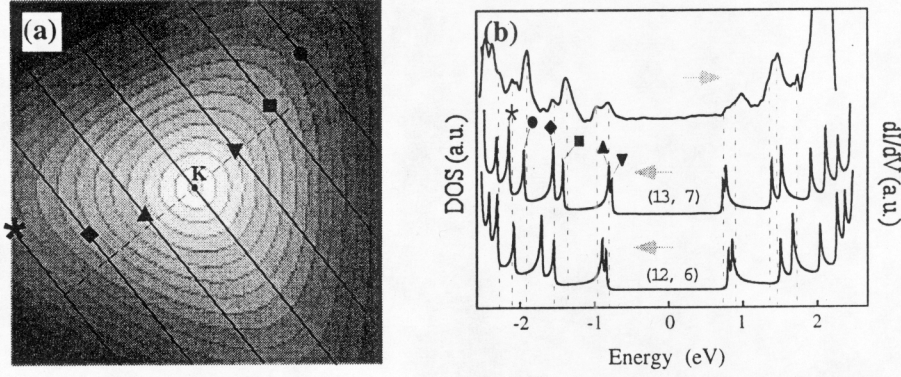 (a)
K
(b)
DOS (a.u.)
dI/dV (a.u.)
(13, 7)
(12, 6)
-2 -1 0 1 2
Energy (eV)